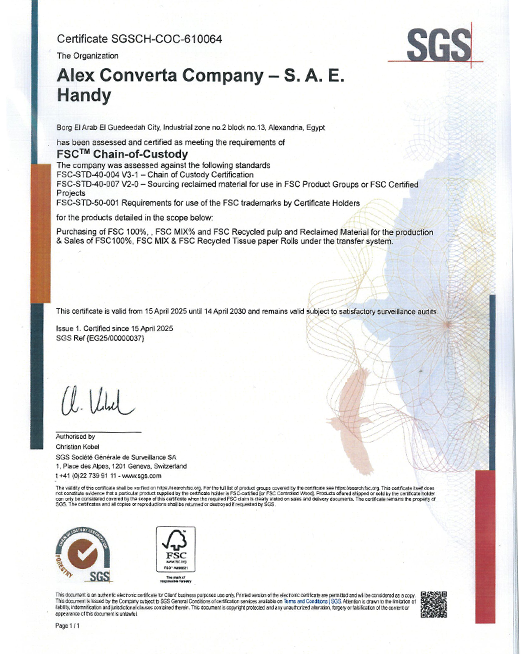 Certificate SGSCH-COC-610064
SGS
The Organization
Alex Converta Company – S. A. E.
Handy
Borg El Arab El Guedeedah City, Industrial zone no.2 block no.13, Alexandria, Egypt
has been assessed and certified as meeting the requirements of
FSC™ Chain-of-Custody
The company was assessed against the following standards
FSC-STD-40-004 V3-1 – Chain of Custody Certification
FSC-STD-40-007 V2-0 – Sourcing reclaimed material for use in FSC Product Groups or FSC Certified
Projects
FSC-STD-50-001 Requirements for use of the FSC trademarks by Certificate Holders
for the products detailed in the scope below:
Purchasing of FSC 100%, , FSC MIX% and FSC Recycled pulp and Reclaimed Material for the production
& Sales of FSC100%, FSC MIX & FSC Recycled Tissue paper Rolls under the transfer system.
This certificate is valid from 15 April 2025 until 14 April 2030 and remains valid subject to satisfactory surveillance audits.
Issue 1. Certified since 15 April 2025
SGS Ref {EG25/00000037}
Authorised by
Christian Kobel
SGS Société Générale de Surveillance SA
1, Place des Alpes, 1201 Geneva, Switzerland
t +41 (0)22 739 91 11 - www.sgs.com
The validity of this certificate shall be verified on https://search.fsc.org. For the full list of product groups covered by the certificate see https://search.fsc.org. This certificate itself does
not constitute evidence that a particular product supplied by the certificate holder is FSC-certified [or FSC Controlled Wood]. Products offered shipped or sold by the certificate holder
can only be considered covered by the scope of this certificate when the required FSC claim is clearly stated on sales and delivery documents. The certificate remains the property of
SGS. The certificates and all copies or reproductions shall be returned or destroyed if requested by SGS.
FORESTRY
SGS
FSC
www.fsc.org
The mark of
responsible forestry
This document is an authentic electronic certificate for Client' business purposes use only. Printed version of the electronic certificate are permitted and will be considered as a copy.
This document is issued by the Company subject to SGS General Conditions of certification services available on Terms and Conditions | SGS. Attention is drawn to the limitation of
liability, indemnification and jurisdictional clauses contained therein. This document is copyright protected and any unauthorized alteration, forgery or falsification of the content or
appearance of this document is unlawful.
Page 1 / 1